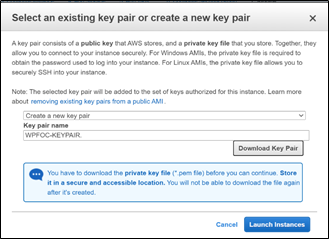 Select an existing key pair or create a new key pair
A key pair consists of a public key that AWS stores, and a private key file that you store. Together, they
allow you to connect to your instance securely. For Windows AMIs, the private key file is required to
obtain the password used to log into your instance. For Linux AMIs, the private key file allows you to
securely SSH into your instance.
Note: The selected key pair will be added to the set of keys authorized for this instance. Learn more
about removing existing key pairs from a public AMI.
Create a new key pair
Key pair name
WPFOC-KEYPAIR.
Download Key Pair
You have to download the private key file (*.pem file) before you can continue. Store
it in a secure and accessible location. You will not be able to download the file again
after it's created.
Cancel
Launch Instances